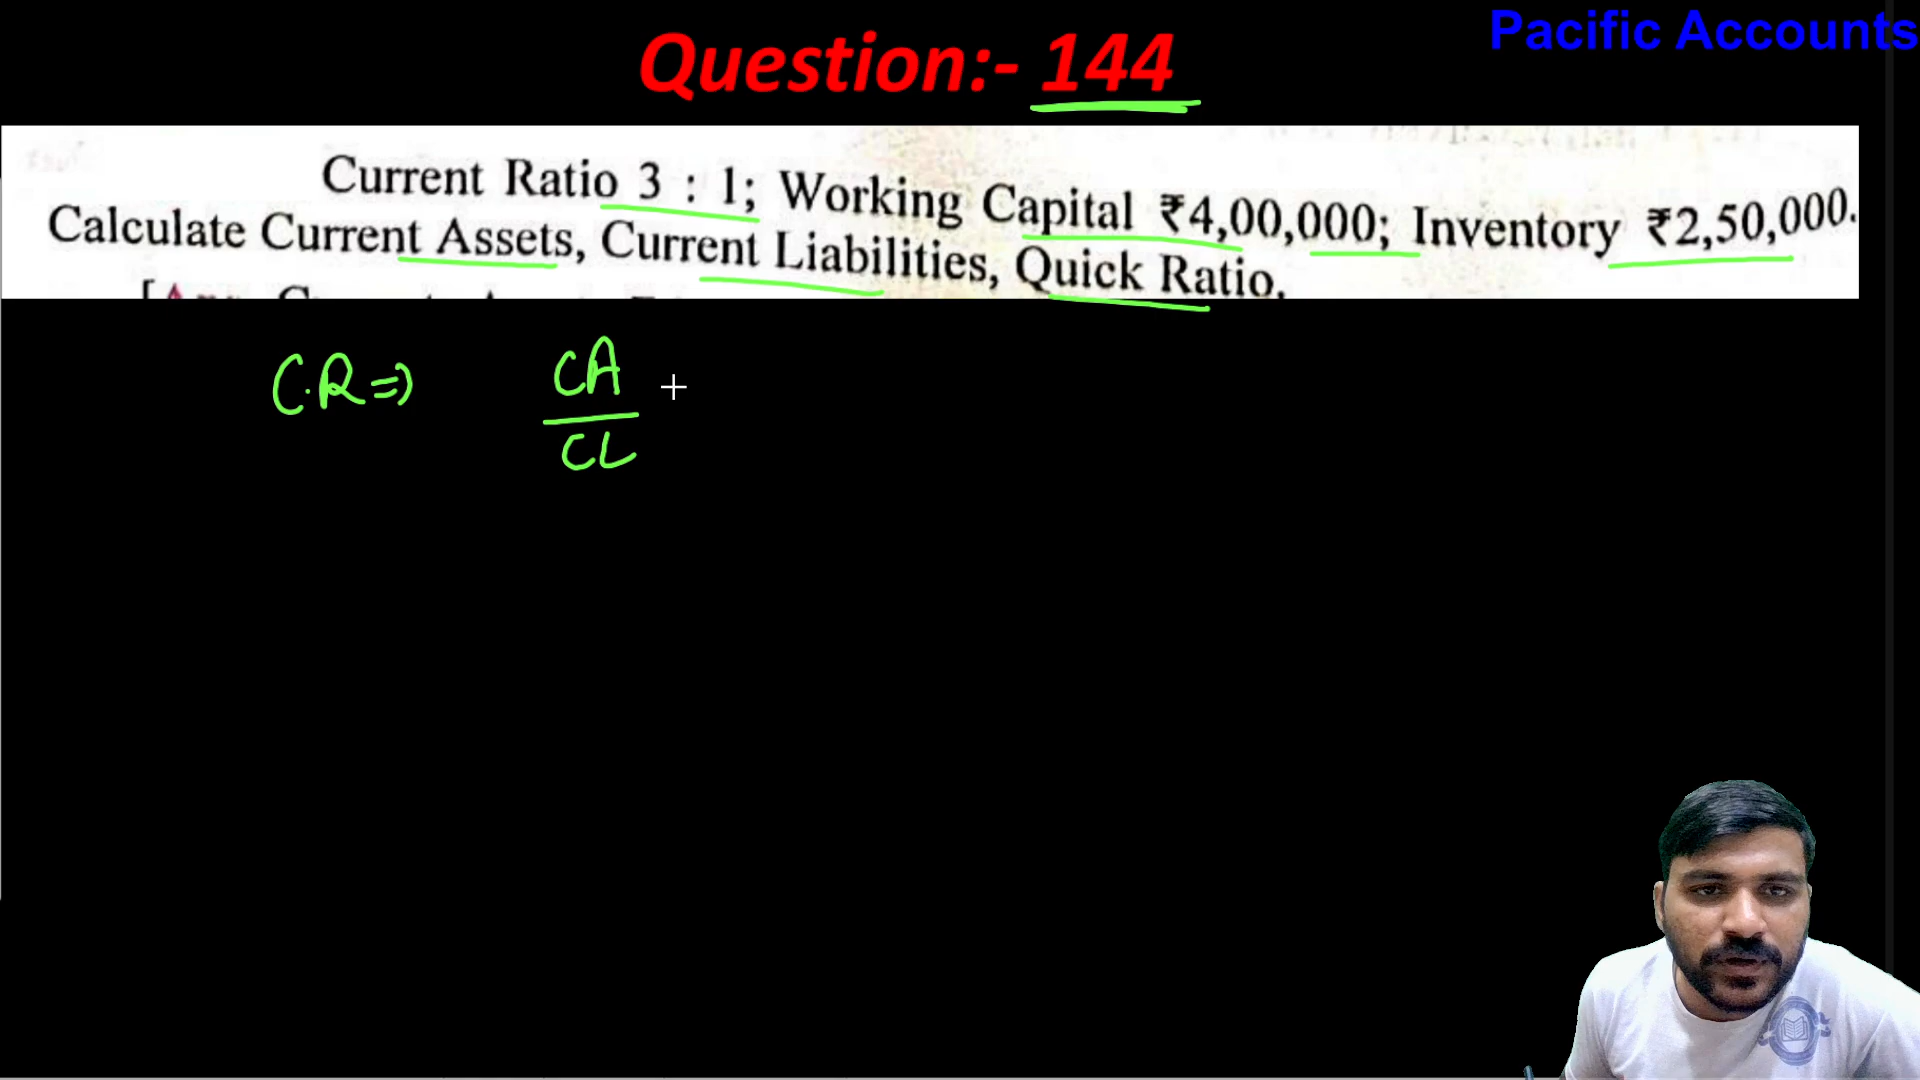 Question:- 144
Pacific Accounts
Current Ratio 3 : 1; Working Capital ₹4,00,000; Inventory ₹2,50,000.
Calculate Current Assets, Current Liabilities, Quick Ratio.
C.R ⇒ CA
CL